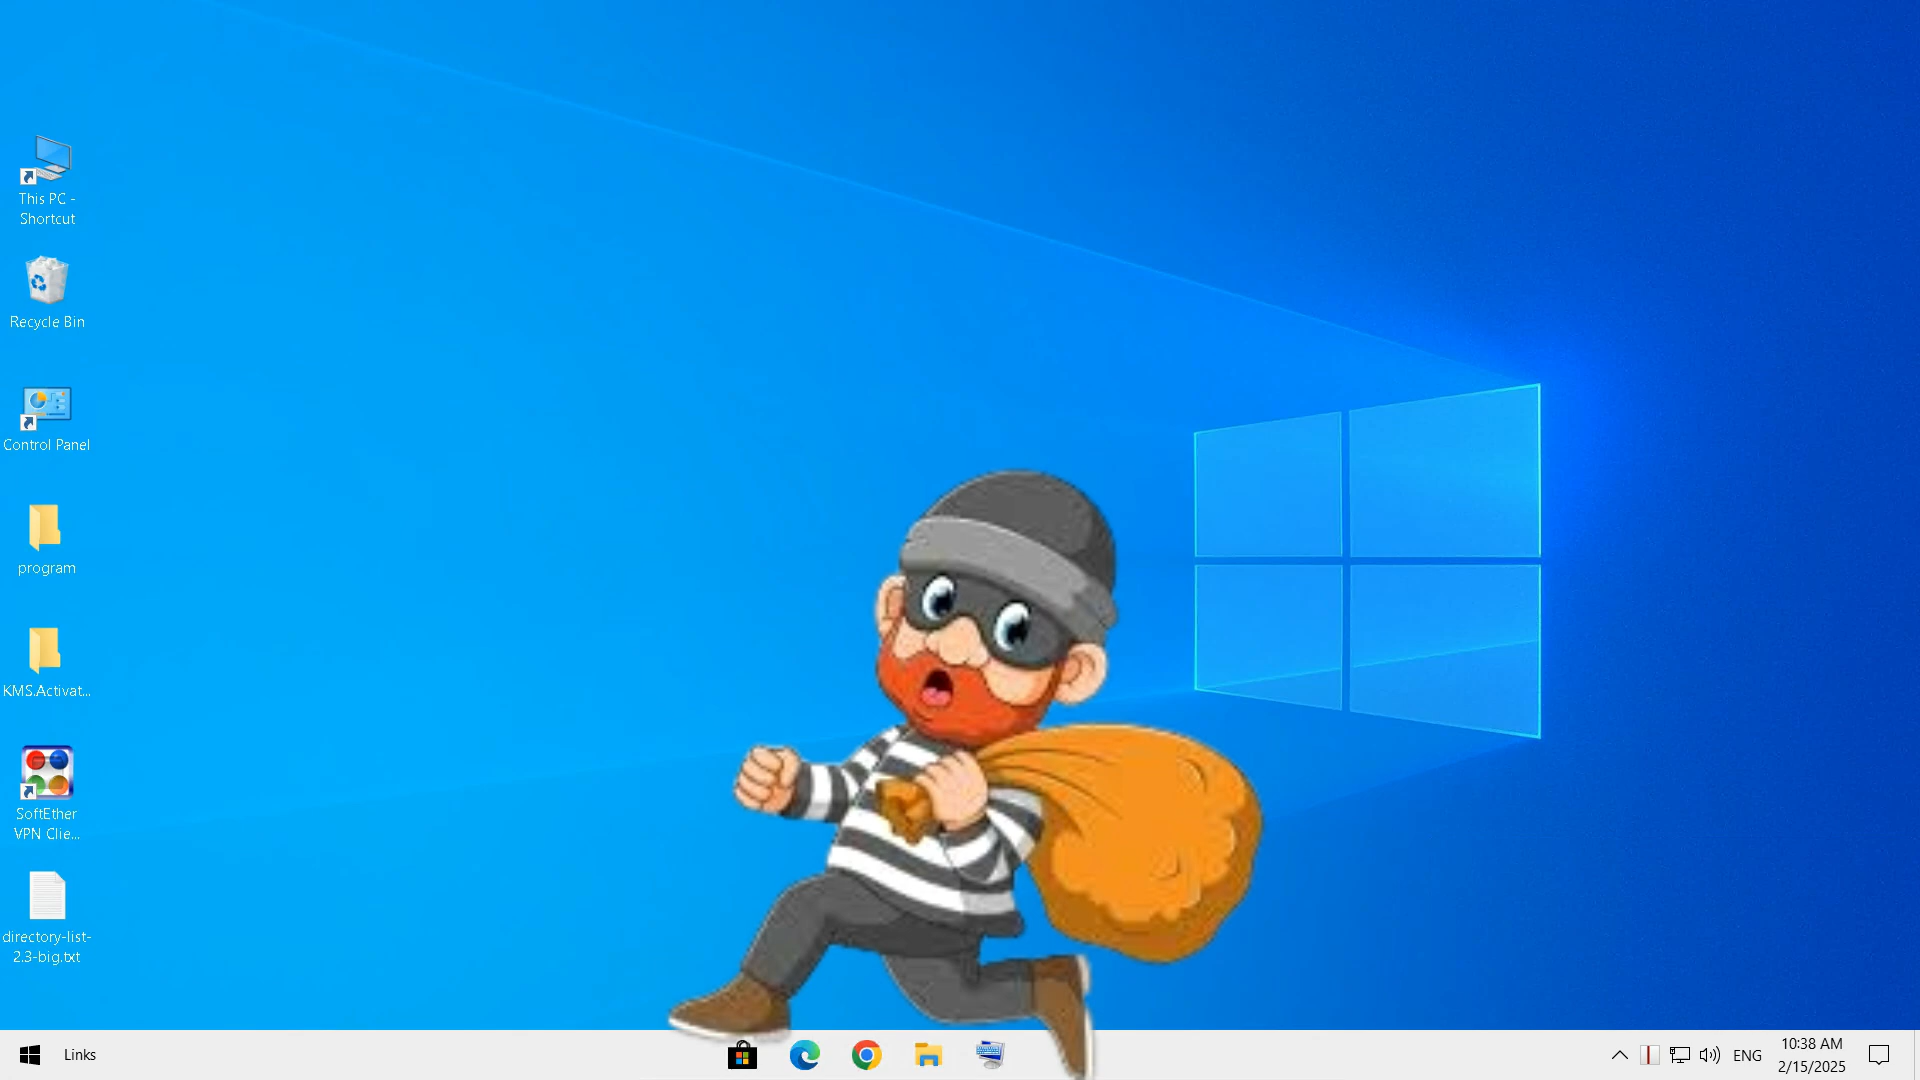 This PC -
Shortcut
Recycle Bin
Control Panel
program
KMS.Activat...
SoftEther
VPN Clie...
directory-list-
2.3-big.txt
Links
ENG
10:38 AM
2/15/2025